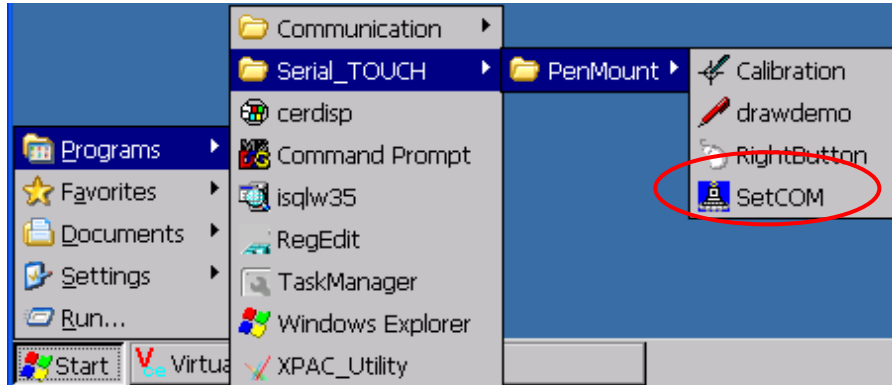 Communication
Serial_TOUCH
cerdisp
Command Prompt
isqlw35
RegEdit
TaskManager
Windows Explorer
XPAC_Utility
PenMount
Calibration
drawdemo
RightButton
SetCOM
Programs
Favorites
Documents
Settings
Run...
Start
Virtua